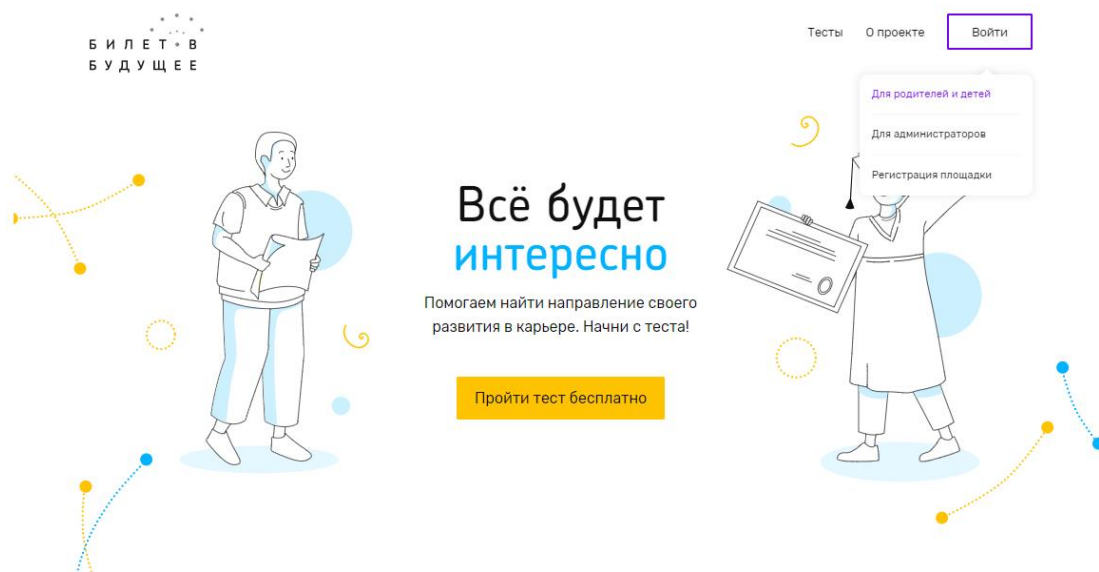 БИЛЕТ В
БУДУЩЕЕ
Тесты
О проекте
Войти
Для родителей и детей
Для администраторов
Регистрация площадки
Всё будет
интересно
Помогаем найти направление своего
развития в карьере. Начни с теста!
Пройти тест бесплатно